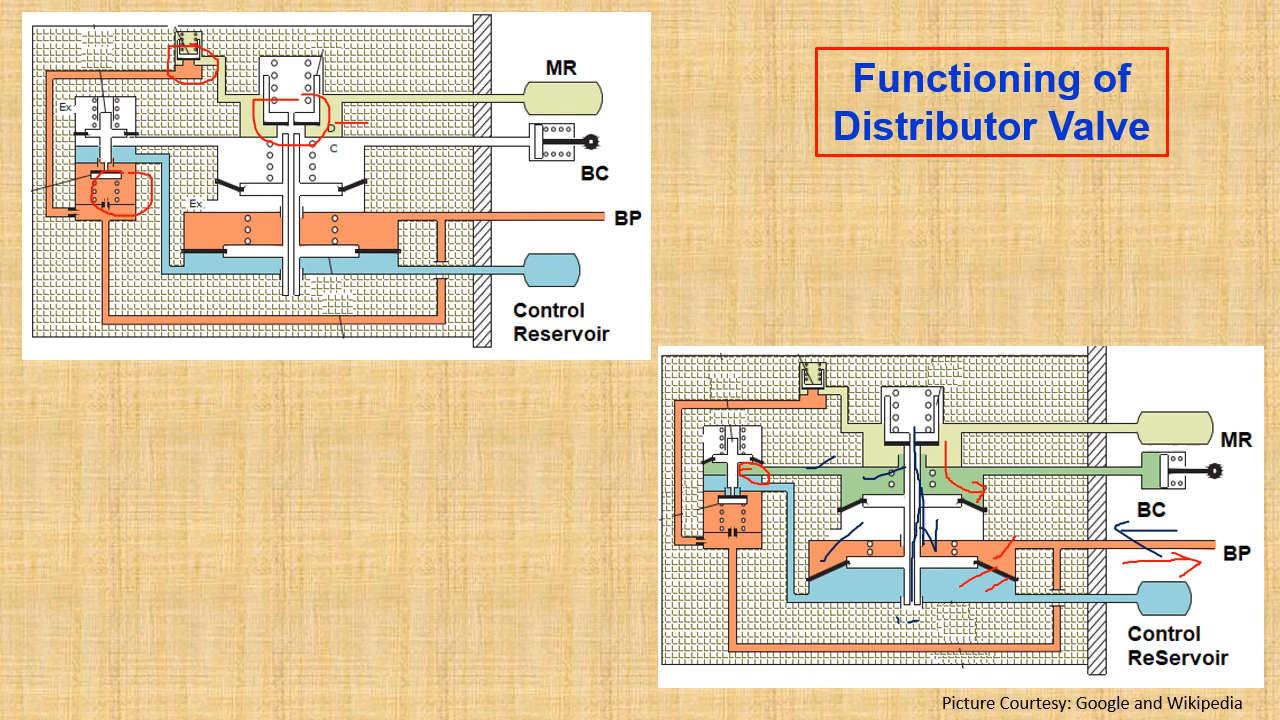 Functioning of
Distributor Valve
MR
Ex
D
C
BC
Ex.
BP
Control
Reservoir
MR
BC
BP
Control
ReServoir
Picture Courtesy: Google and Wikipedia